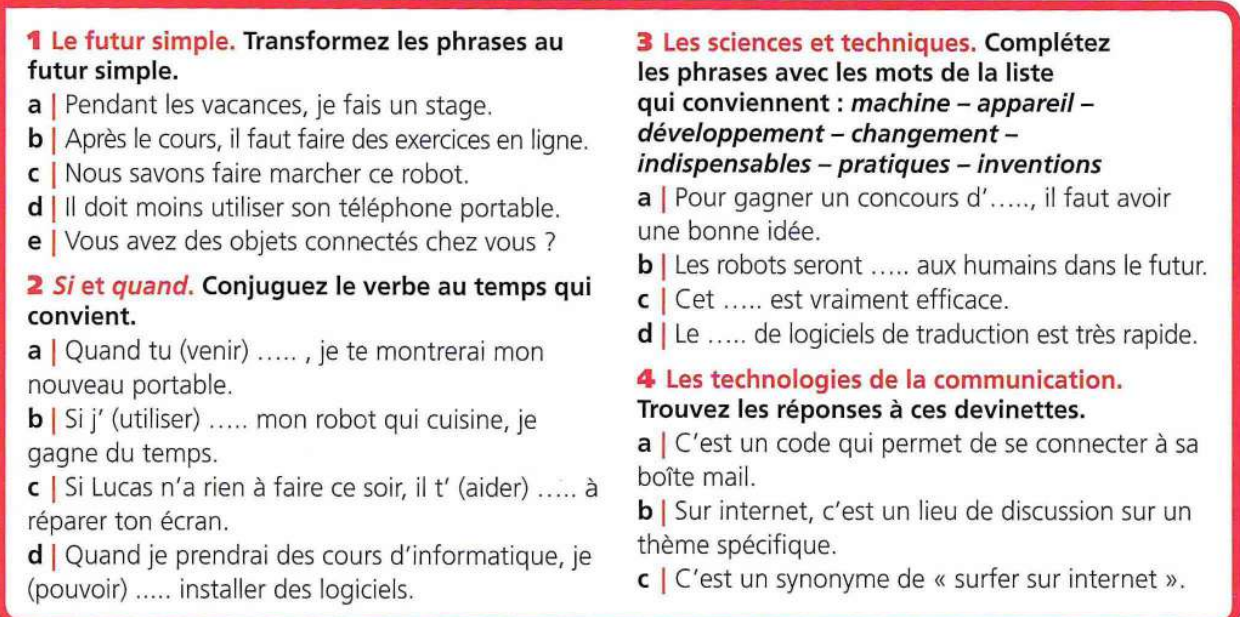 1 Le futur simple. Transformez les phrases au
futur simple.
a | Pendant les vacances, je fais un stage.
b | Après le cours, il faut faire des exercices en ligne.
c | Nous savons faire marcher ce robot.
d | Il doit moins utiliser son téléphone portable.
e | Vous avez des objets connectés chez vous ?
2 Si et quand. Conjuguez le verbe au temps qui
convient.
a | Quand tu (venir) ..... , je te montrerai mon
nouveau portable.
b | Si j' (utiliser) ..... mon robot qui cuisine, je
gagne du temps.
c | Si Lucas n'a rien à faire ce soir, il t' (aider) ..... à
réparer ton écran.
d | Quand je prendrai des cours d'informatique, je
(pouvoir) ..... installer des logiciels.
3 Les sciences et techniques. Complétez
les phrases avec les mots de la liste
qui conviennent : machine – appareil –
développement – changement –
indispensables – pratiques – inventions
a | Pour gagner un concours d'....., il faut avoir
une bonne idée.
b | Les robots seront ..... aux humains dans le futur.
c | Cet ..... est vraiment efficace.
d | Le ..... de logiciels de traduction est très rapide.
4 Les technologies de la communication.
Trouvez les réponses à ces devinettes.
a | C'est un code qui permet de se connecter à sa
boîte mail.
b | Sur internet, c'est un lieu de discussion sur un
thème spécifique.
c | C'est un synonyme de « surfer sur internet ».